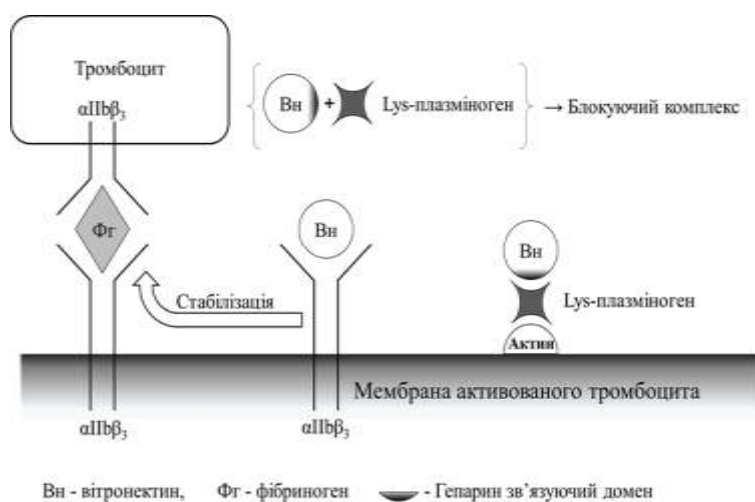 Тромбоцит
αIIbβ3
Вн + Lys-плазміноген → Блокуючий комплекс
Фг
Вн
Вн
Стабілізація
Lys-плазміноген
Актин
Мембрана активованого тромбоцита
αIIbβ3 αIIbβ3
Вн - вітронектин, Фг - фібриноген - Гепарин зв’язуючий домен